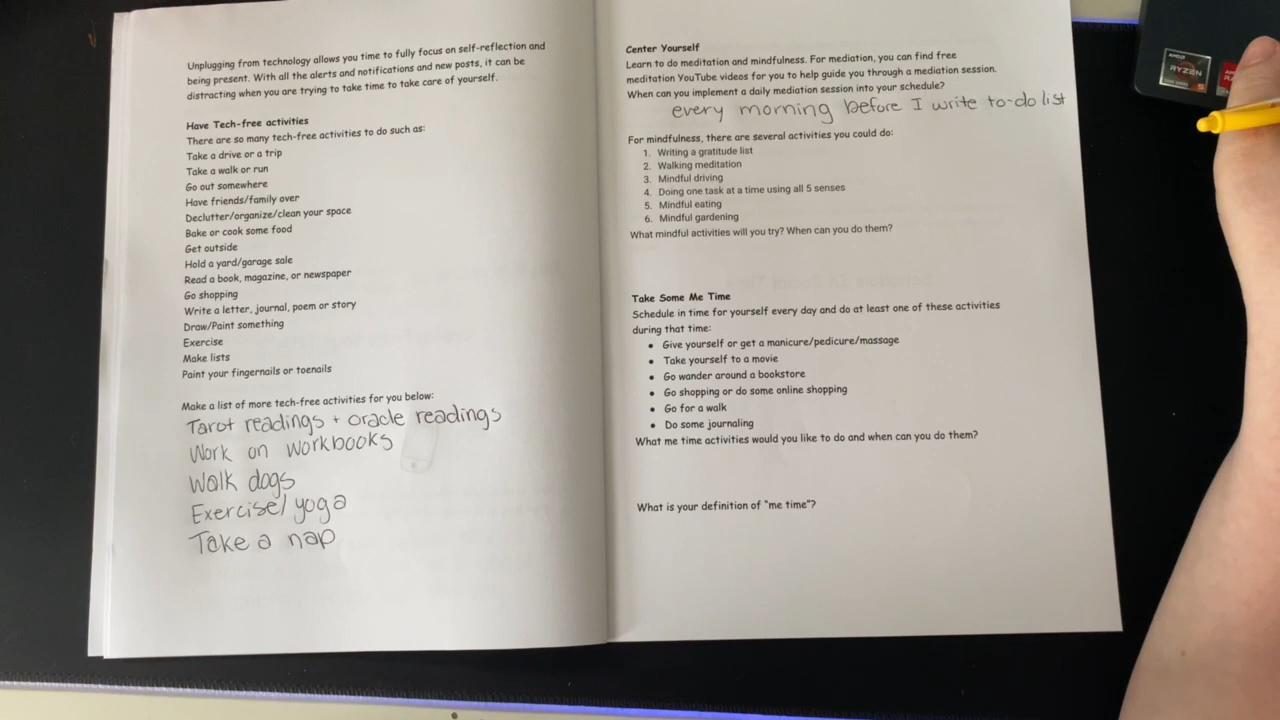 Unplugging from technology allows you time to fully focus on self-reflection and
being present. With all the alerts and notifications and new posts, it can be
distracting when you are trying to take time to take care of yourself.
Have Tech-free activities
There are so many tech-free activities to do such as:
Take a drive or a trip
Take a walk or run
Go out somewhere
Have friends/family over
Declutter/organize/clean your space
Bake or cook some food
Get outside
Hold a yard/garage sale
Read a book, magazine, or newspaper
Go shopping
Write a letter, journal, poem or story
Draw/Paint something
Exercise
Make lists
Paint your fingernails or toenails
Make a list of more tech-free activities for you below:
Tarot readings + oracle readings
Work on workbooks
Walk dogs
Exercise/yoga
Take a nap
Center Yourself
Learn to do meditation and mindfulness. For mediation, you can find free
meditation YouTube videos for you to help guide you through a mediation session.
When can you implement a daily mediation session into your schedule?
every morning before I write to-do list
For mindfulness, there are several activities you could do:
1. Writing a gratitude list
2. Walking meditation
3. Mindful driving
4. Doing one task at a time using all 5 senses
5. Mindful eating
6. Mindful gardening
What mindful activities will you try? When can you do them?
Take Some Me Time
Schedule in time for yourself every day and do at least one of these activities
during that time:
• Give yourself or get a manicure/pedicure/massage
• Take yourself to a movie
• Go wander around a bookstore
• Go shopping or do some online shopping
• Go for a walk
• Do some journaling
What me time activities would you like to do and when can you do them?
What is your definition of "me time"?
AMD
RYZEN